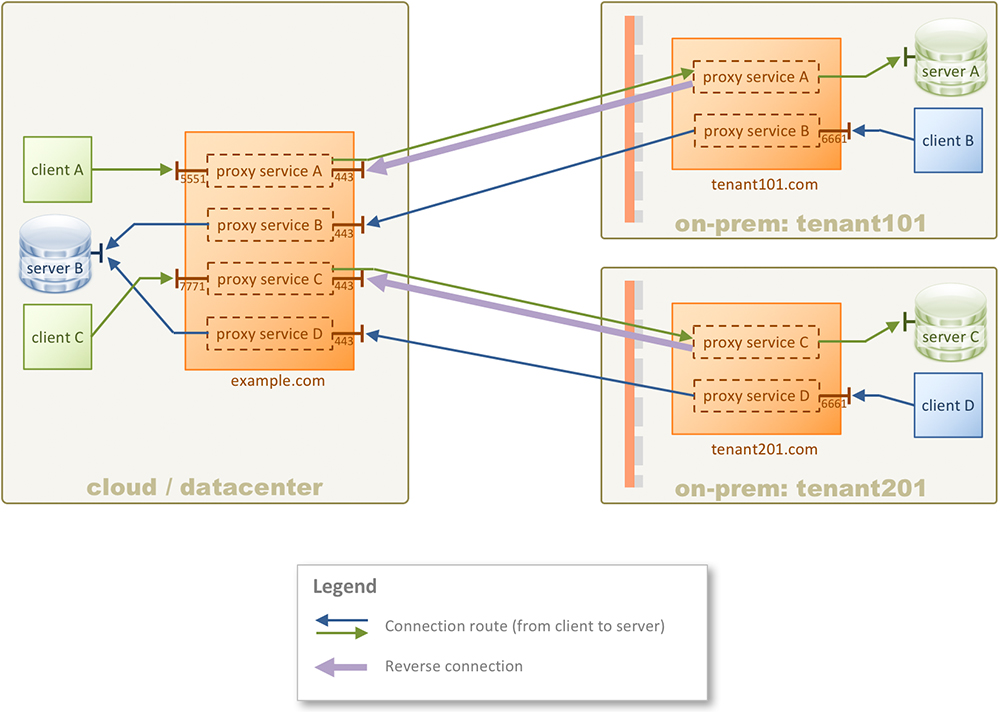 client A
5551
proxy service A
443
proxy service B
443
server B
proxy service C
7771
443
client C
proxy service D
443
example.com
cloud / datacenter
proxy service A
server A
proxy service B
6661
client B
tenant101.com
on-prem: tenant101
proxy service C
server C
proxy service D
6661
client D
tenant201.com
on-prem: tenant201
Legend
Connection route (from client to server)
Reverse connection